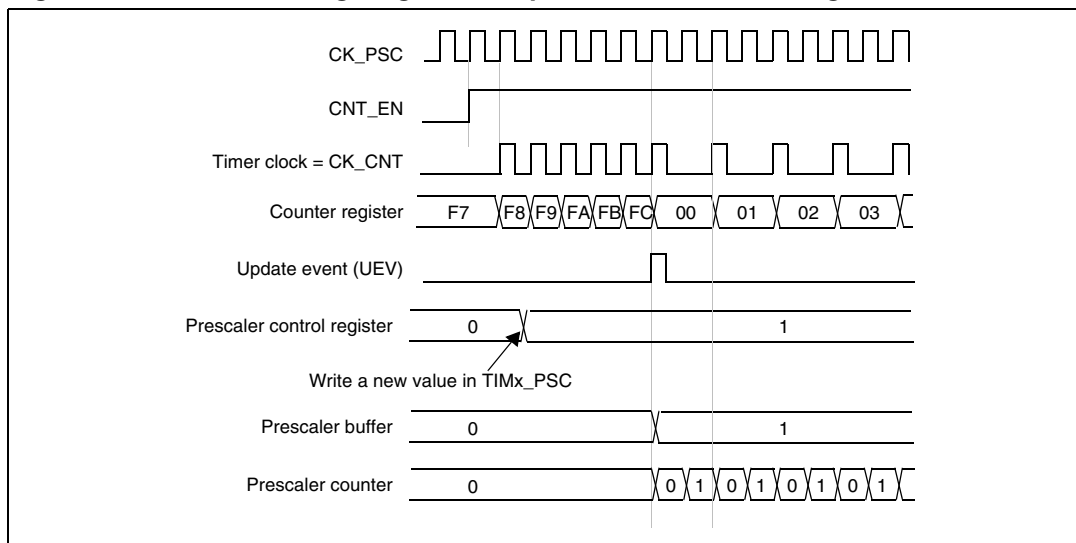 CK_PSC
CNT_EN
Timer clock = CK_CNT
Counter register F7 F8 F9 FA FB FC 00 01 02 03
Update event (UEV)
Prescaler control register 0 1
Write a new value in TIMx_PSC
Prescaler buffer 0 1
Prescaler counter 0 0 1 0 1 0 1 0 1